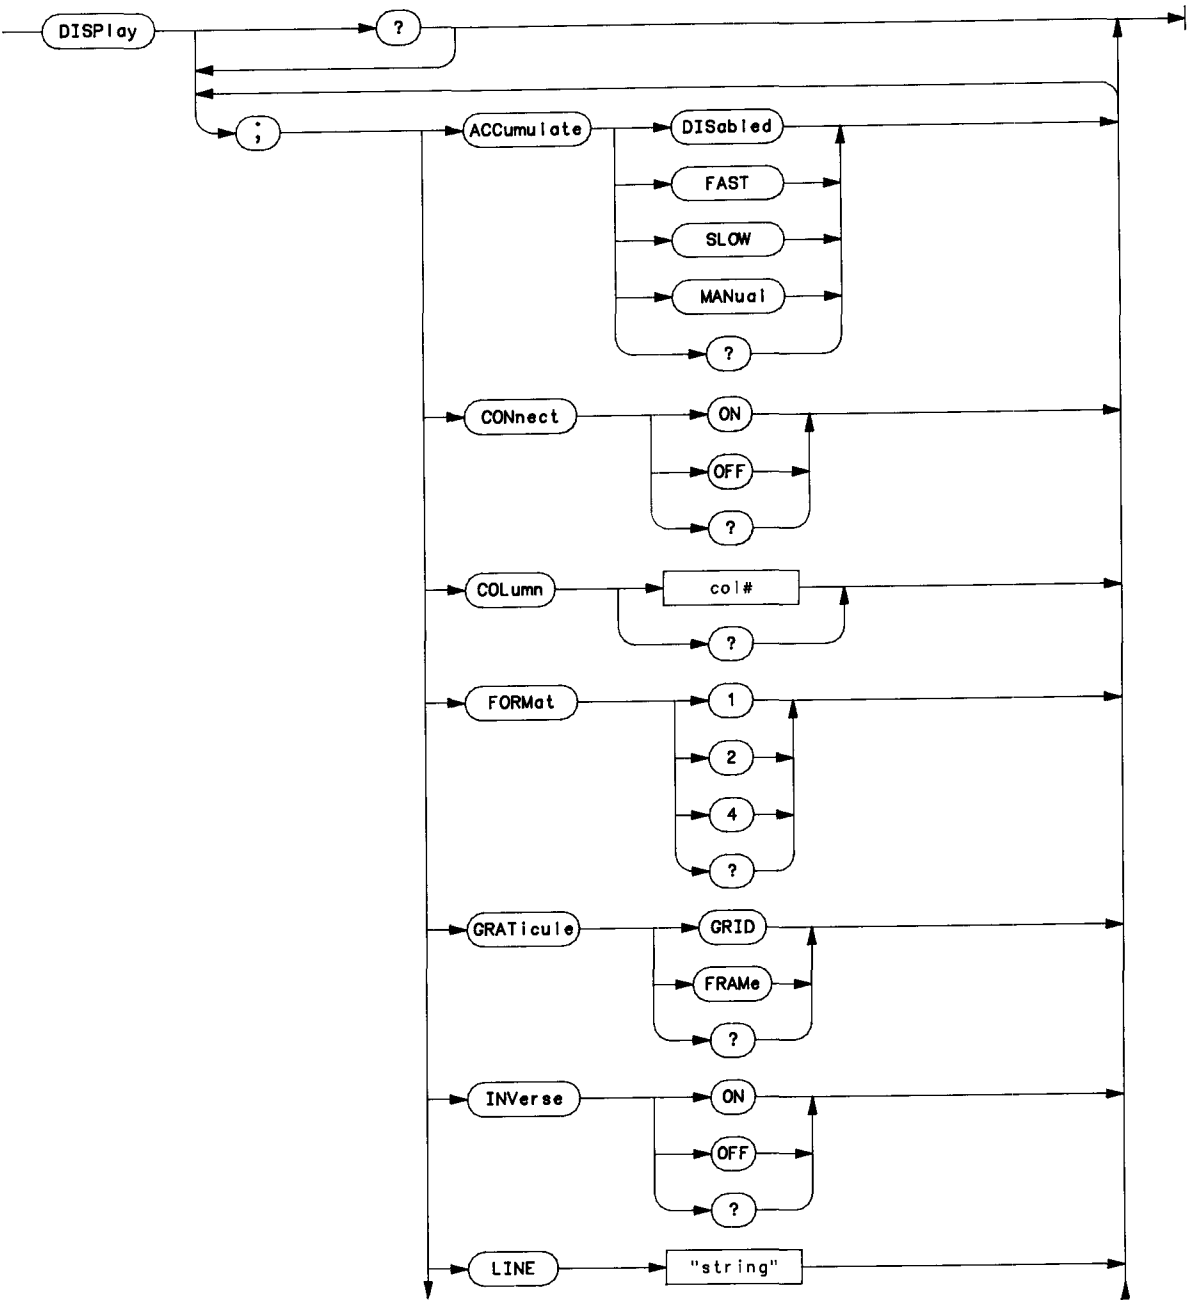 DISPlay
?
;
ACCumulate
DISabled
FAST
SLOW
MANual
?
CONnect
ON
OFF
?
COLumn
col#
?
FORMat
1
2
4
?
GRATicule
GRID
FRAMe
?
INVerse
ON
OFF
?
LINE
"string"